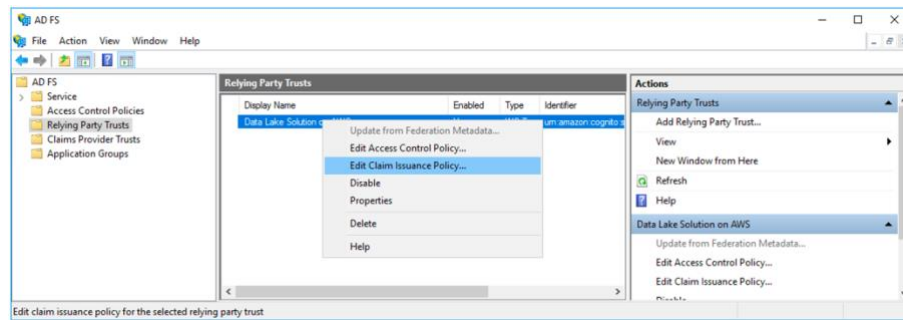 AD FS
File Action View Window Help
AD FS
Service
Access Control Policies
Relying Party Trusts
Claims Provider Trusts
Application Groups
Relying Party Trusts
Display Name Enabled Type Identifier
Data Lake Solution urn:amazon:cognito:s
Update from Federation Metadata...
Edit Access Control Policy...
Edit Claim Issuance Policy...
Disable
Properties
Delete
Help
Actions
Relying Party Trusts
Add Relying Party Trust...
View
New Window from Here
Refresh
Help
Data Lake Solution on AWS
Update from Federation Metadata...
Edit Access Control Policy...
Edit Claim Issuance Policy...
Edit claim issuance policy for the selected relying party trust